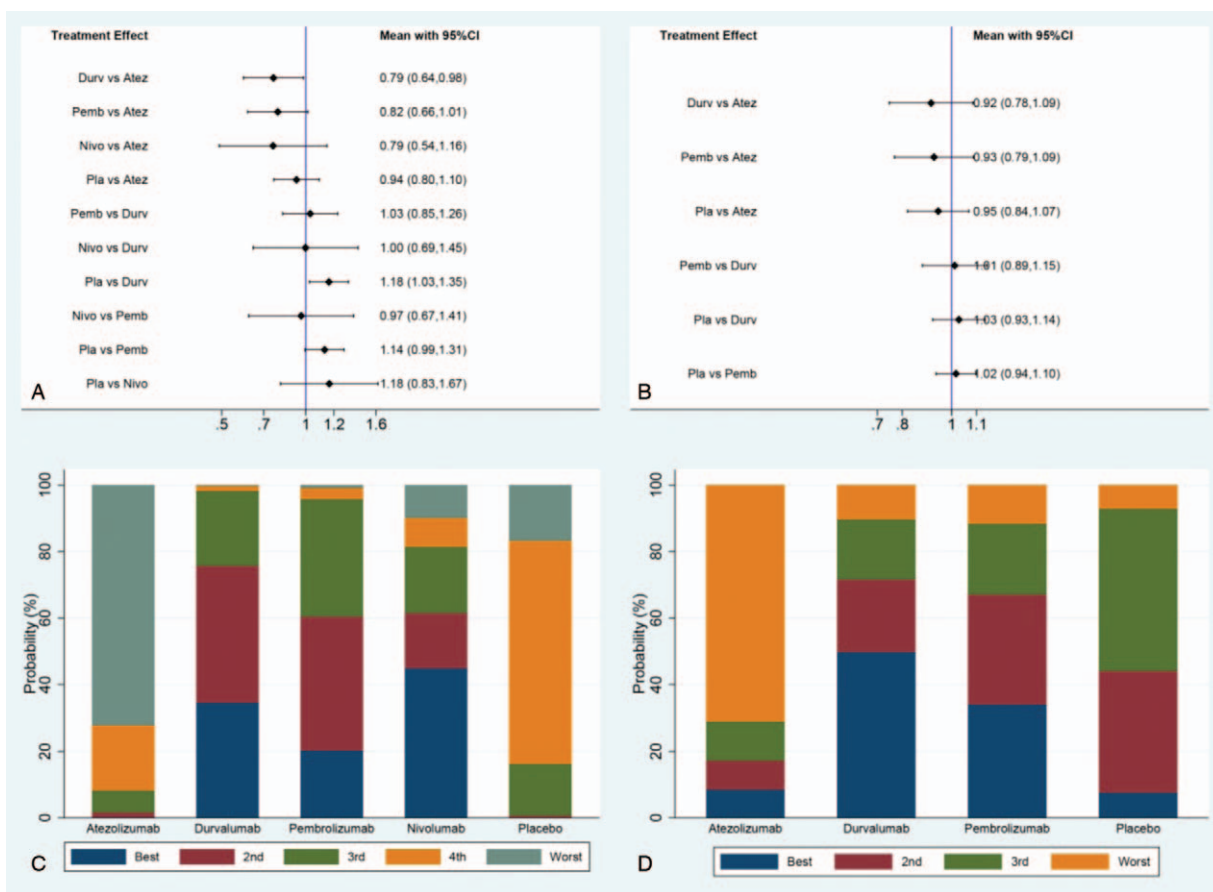 Treatment Effect Mean with 95%CI
Durv vs Atez 0.79 (0.64,0.98)
Pemb vs Atez 0.82 (0.66,1.01)
Nivo vs Atez 0.79 (0.54,1.16)
Pla vs Atez 0.94 (0.80,1.10)
Pemb vs Durv 1.03 (0.85,1.26)
Nivo vs Durv 1.00 (0.69,1.45)
Pla vs Durv 1.18 (1.03,1.35)
Nivo vs Pemb 0.97 (0.67,1.41)
Pla vs Pemb 1.14 (0.99,1.31)
Pla vs Nivo 1.18 (0.83,1.67)
A
.5 .7 1 1.2 1.6
Treatment Effect Mean with 95%CI
Durv vs Atez 0.92 (0.78,1.09)
Pemb vs Atez 0.93 (0.79,1.09)
Pla vs Atez 0.95 (0.84,1.07)
Pemb vs Durv (0.89,1.15)
Pla vs Durv 1.03 (0.93,1.14)
Pla vs Pemb 1.02 (0.94,1.10)
B
.7 .8 1 1.1
Probability (%)
100
80
60
40
20
0
Atezolizumab Durvalumab Pembrolizumab Nivolumab Placebo
C
Best 2nd 3rd 4th Worst
Probability (%)
100
80
60
40
20
0
Atezolizumab Durvalumab Pembrolizumab Placebo
D
Best 2nd 3rd Worst